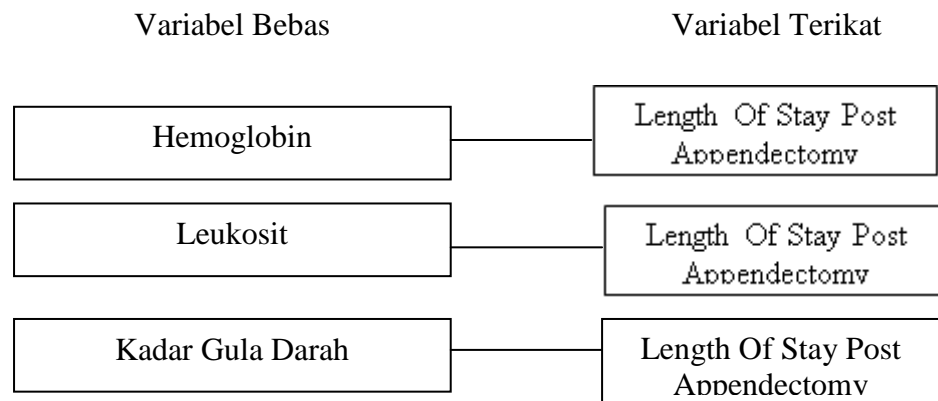 Variabel Bebas
Variabel Terikat
Hemoglobin
Length Of Stay Post
Appendectomy
Leukosit
Length Of Stay Post
Appendectomy
Kadar Gula Darah
Length Of Stay Post
Appendectomy